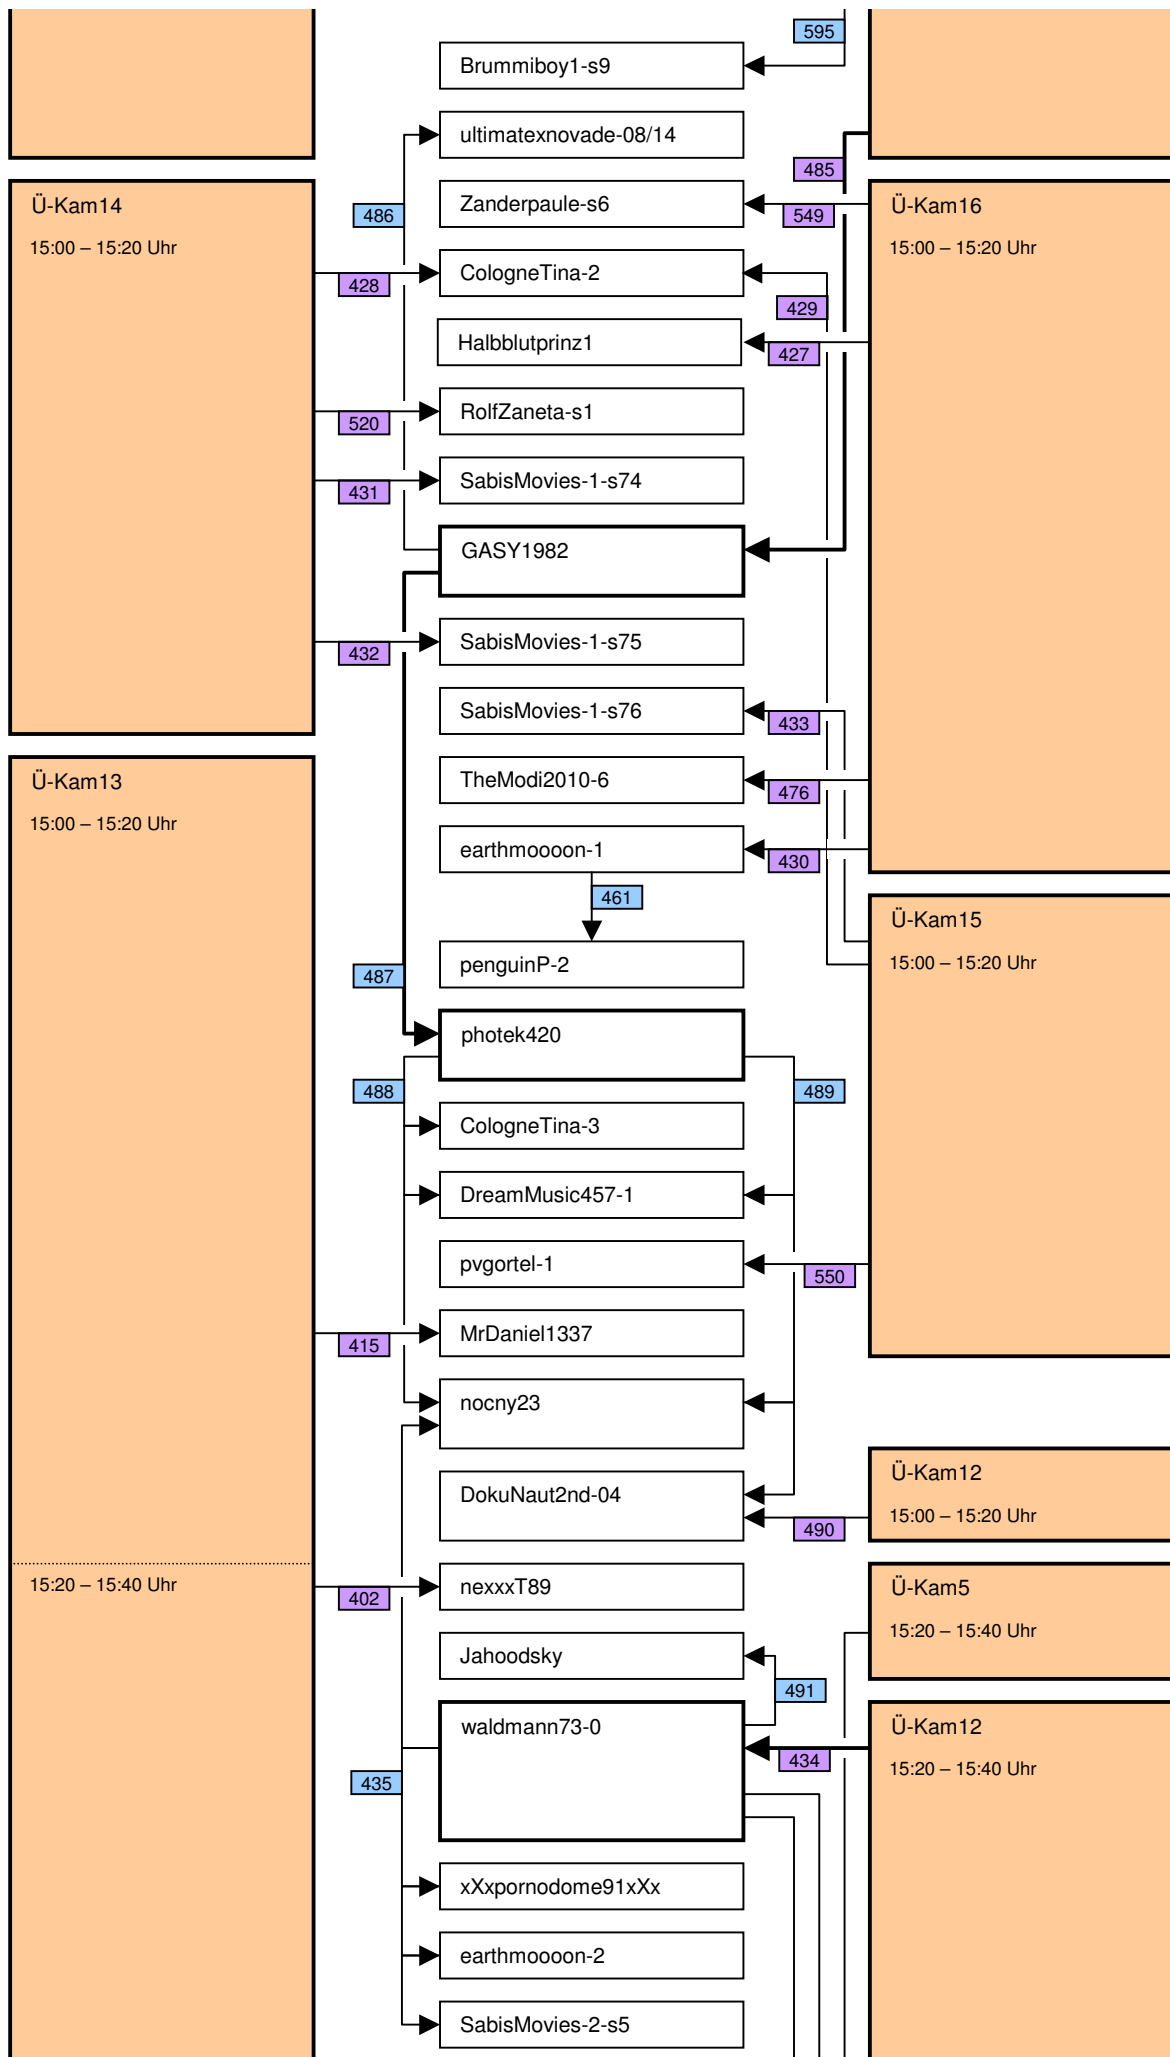 595
Brummiboy1-s9
ultimatexnovade-08/14
485
Ü-Kam14
Zanderpaule-s6
Ü-Kam16
486
549
15:00 – 15:20 Uhr
15:00 – 15:20 Uhr
CologneTina-2
428
429
Halbblutprinz1
427
RolfZaneta-s1
520
SabisMovies-1-s74
431
GASY1982
SabisMovies-1-s75
432
SabisMovies-1-s76
433
Ü-Kam13
TheModi2010-6
476
15:00 – 15:20 Uhr
earthmoooon-1
430
461
Ü-Kam15
penguinP-2
15:00 – 15:20 Uhr
487
photek420
488
489
CologneTina-3
DreamMusic457-1
pvgortel-1
550
MrDaniel1337
415
nocny23
Ü-Kam12
DokuNaut2nd-04
15:00 – 15:20 Uhr
490
15:20 – 15:40 Uhr
nexxxT89
Ü-Kam5
402
15:20 – 15:40 Uhr
Jahoodsky
491
waldmann73-0
Ü-Kam12
434
15:20 – 15:40 Uhr
435
xXxpornodome91xXx
earthmoooon-2
SabisMovies-2-s5